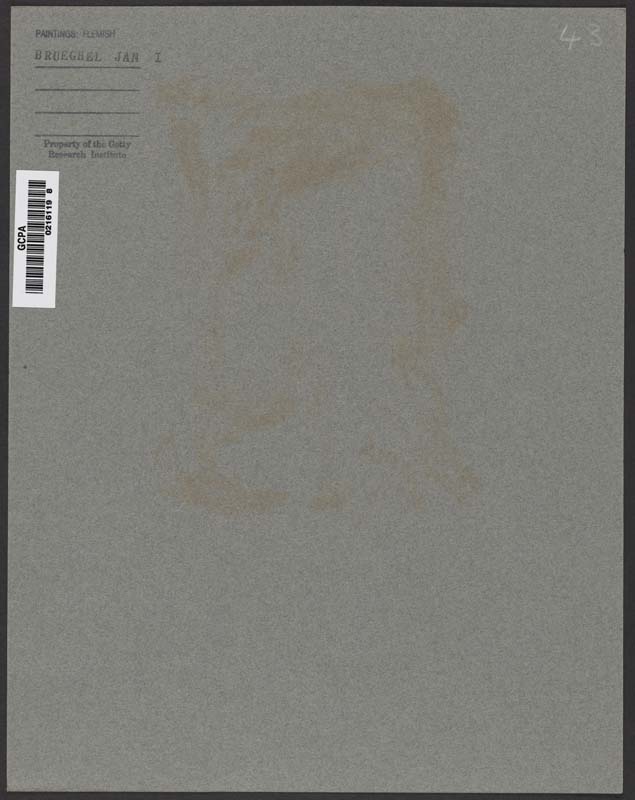 PAINTINGS: FLEMISH
BRUEGHEL JAN I
Property of the Getty
Research Institute
GCPA
0216119 8
43